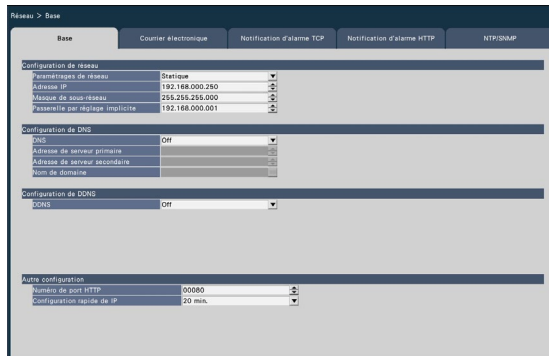 Réseau > Base
Base
Courrier électronique
Notification d'alarme TCP
Notification d'alarme HTTP
NTP/SNMP
Configuration de réseau
Paramétrages de réseau Statique
Adresse IP 192.168.000.250
Masque de sous-réseau 255.255.255.000
Passerelle par réglage implicite 192.168.000.001
Configuration de DNS
DNS Off
Adresse de serveur primaire
Adresse de serveur secondaire
Nom de domaine
Configuration de DDNS
DDNS Off
Autre configuration
Numéro de port HTTP 00080
Configuration rapide de IP 20 min.